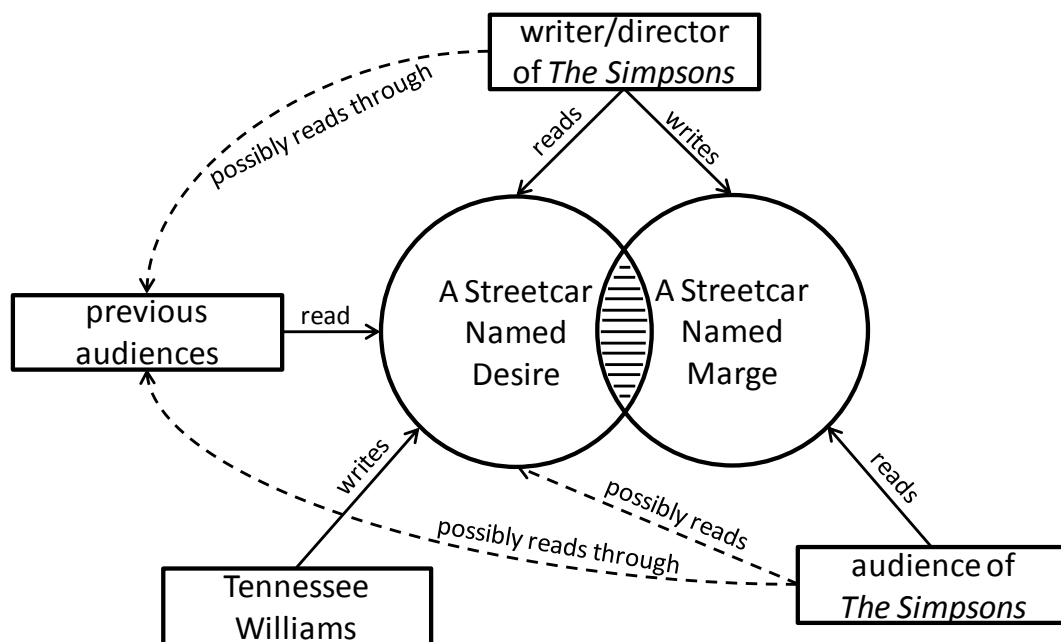 writer/director
of The Simpsons
possibly reads through
reads
writes
A Streetcar
Named
Desire
A Streetcar
Named
Marge
previous
audiences
read
writes
possibly reads
reads
possibly reads through
Tennessee
Williams
audience of
The Simpsons